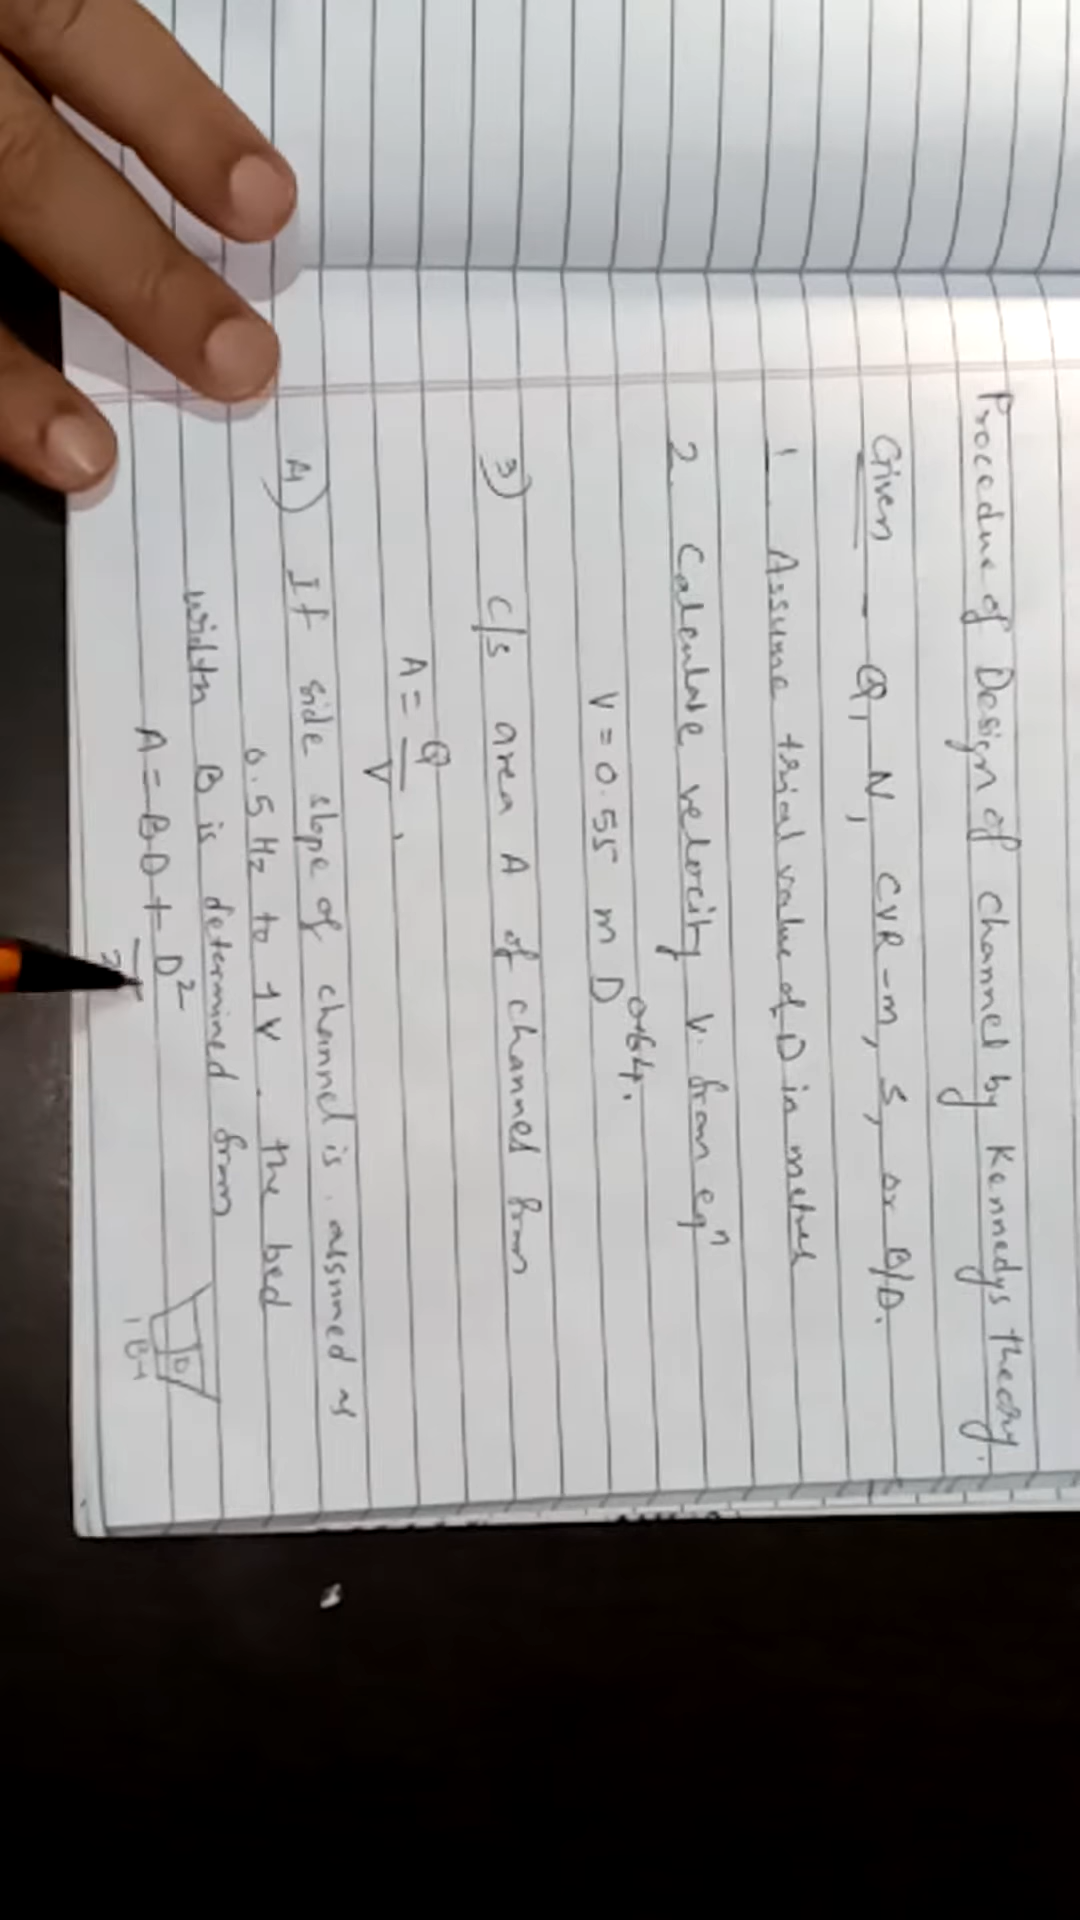 Procedure of Design of channel by Kennedys theory.
Given - Q, N, CVR-m, S, or B/D.
1. Assume trial value of D in metres
2. Calculate velocity V. from eqn
V = 0.55 m D^0.64.
3) C/s area A of channel from
A = Q/V,
4) If side slope of channel is. assumed as
0.5 Hz to 1 V. the bed
width B is determined from
A = BD + D²/2
D
B